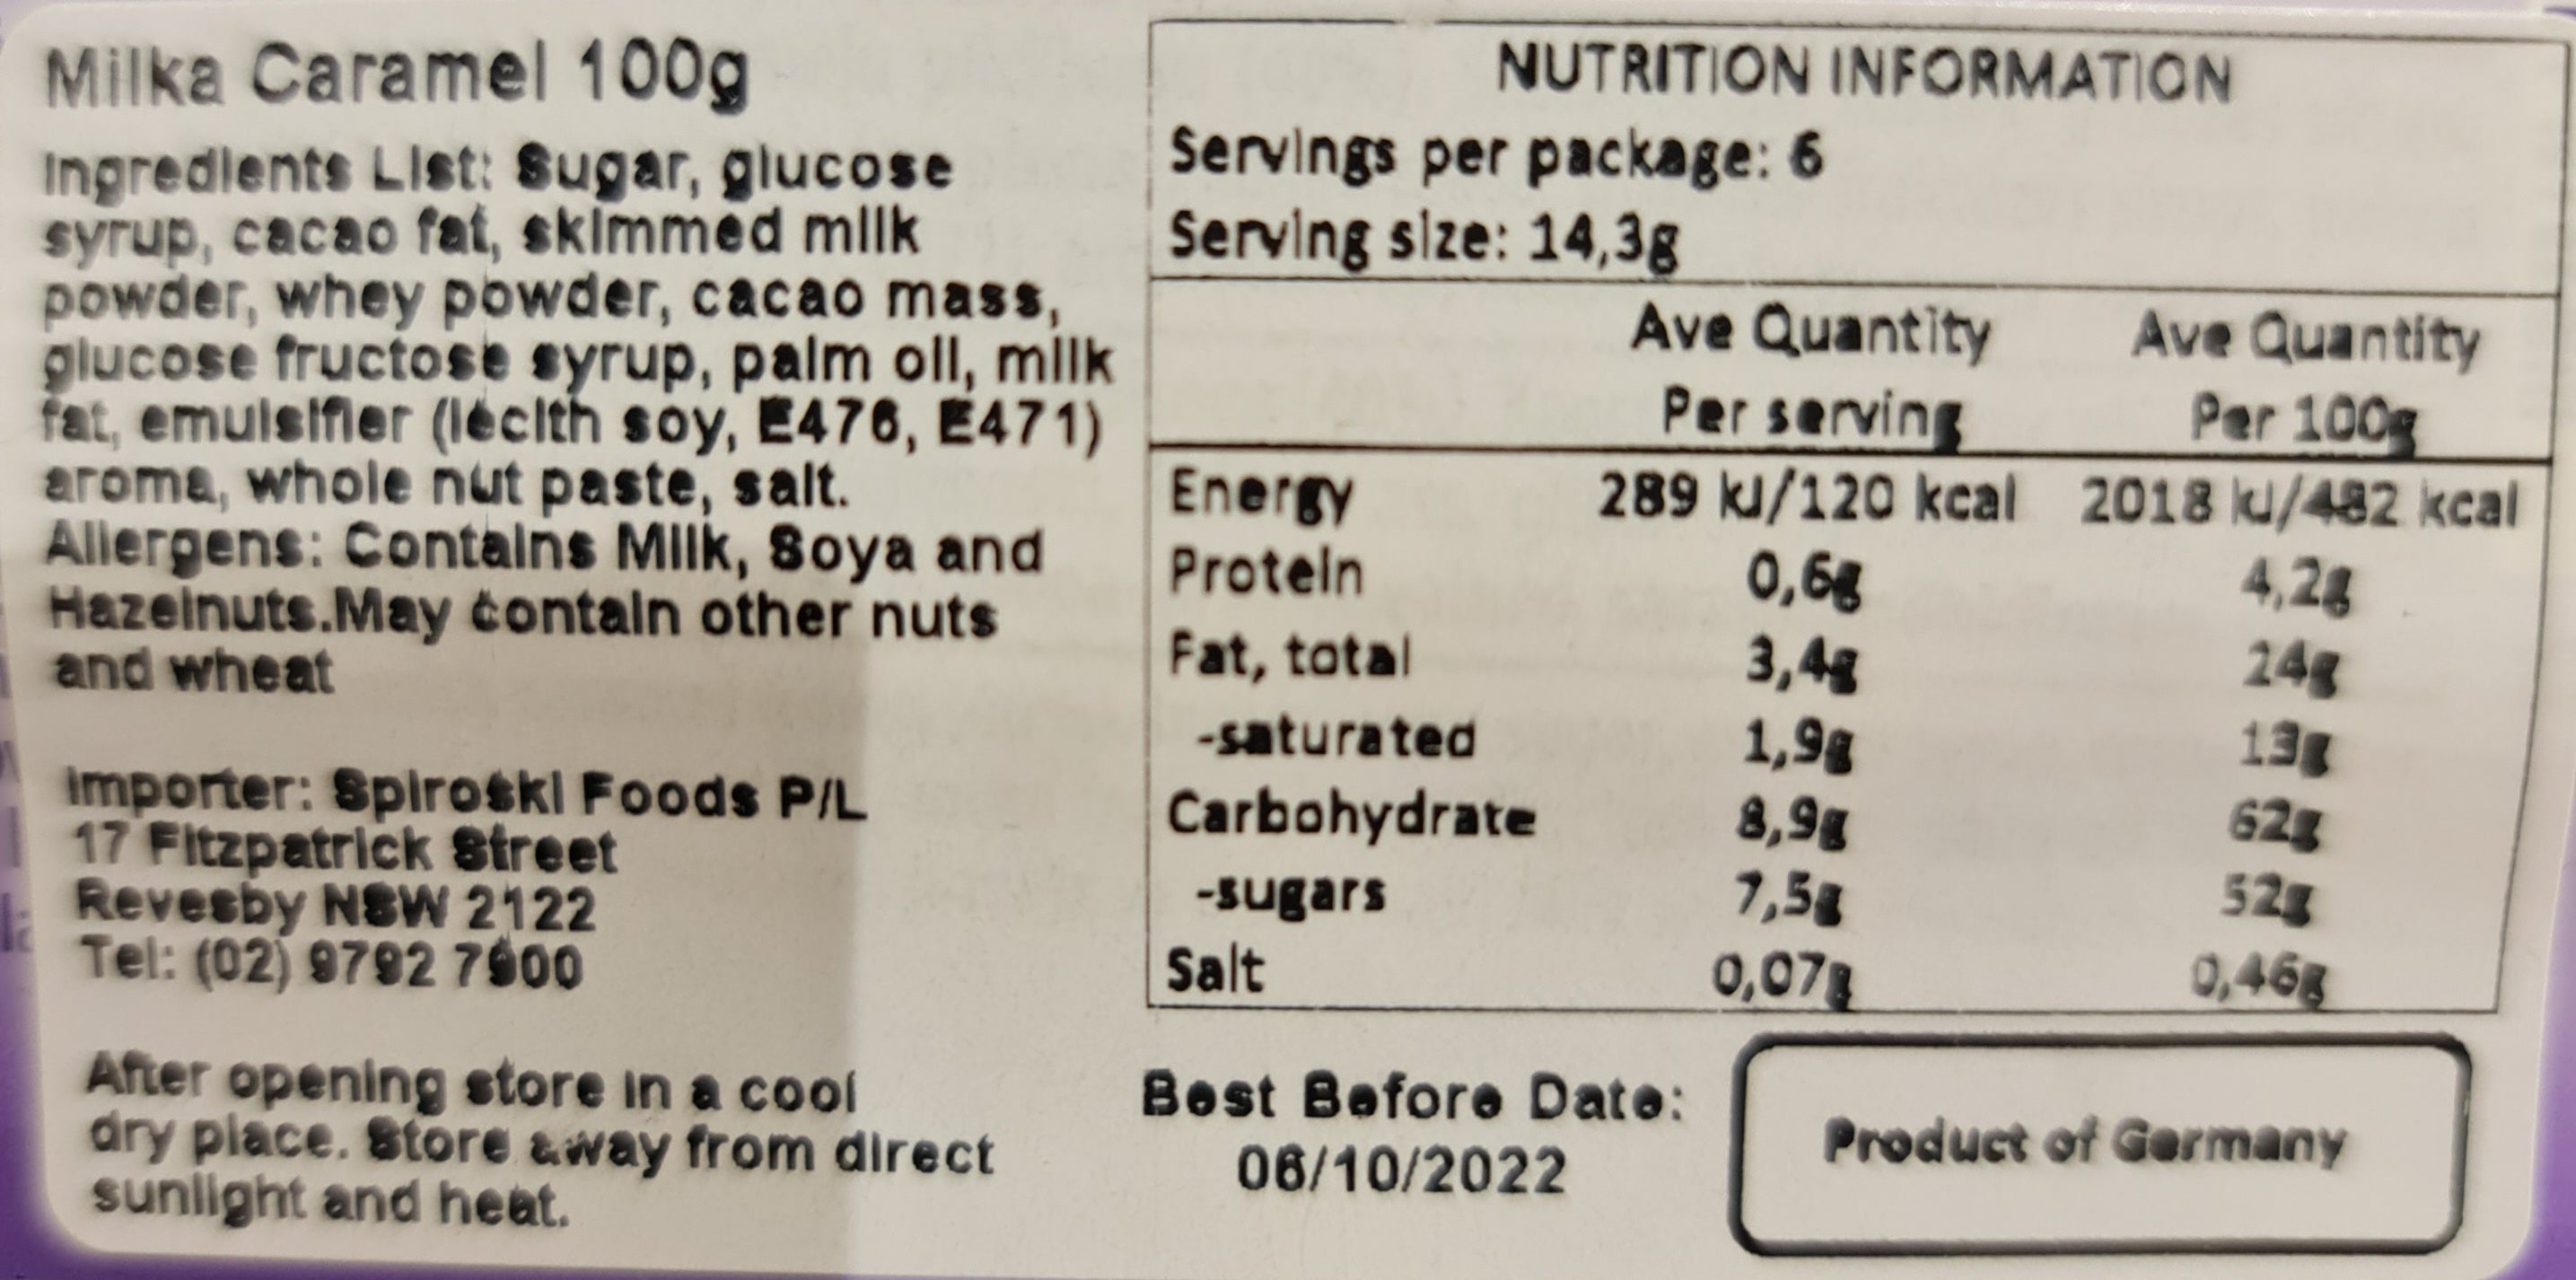 Milka Caramel 100g
Ingredients List: Sugar, glucose
syrup, cacao fat, skimmed milk
powder, whey powder, cacao mass,
glucose fructose syrup, palm oil, milk
fat, emulsifier (lecith soy, E476, E471)
aroma, whole nut paste, salt.
Allergens: Contains Milk, Soya and
Hazelnuts.May contain other nuts
and wheat
Importer: Spiroski Foods P/L
17 Fitzpatrick Street
Revesby NSW 2122
Tel: (02) 9792
After opening store in a cool
dry place. Store away from direct
sunlight and heat.
NUTRITION INFORMATION
Servings per package: 6
Serving size: 14,3g
Ave Quantity Ave Quantity
Per serving Per 100g
Energy 289 kJ/120 kcal 2018 kJ/482 kcal
Protein 0,6g 4,2g
Fat, total 3,4g 24g
-saturated 1,9g 13g
Carbohydrate 8,9g 62g
-sugars 7,5g 52g
Salt 0,07g 0,46g
Best Before Date:
06/10/2022
Product of Germany